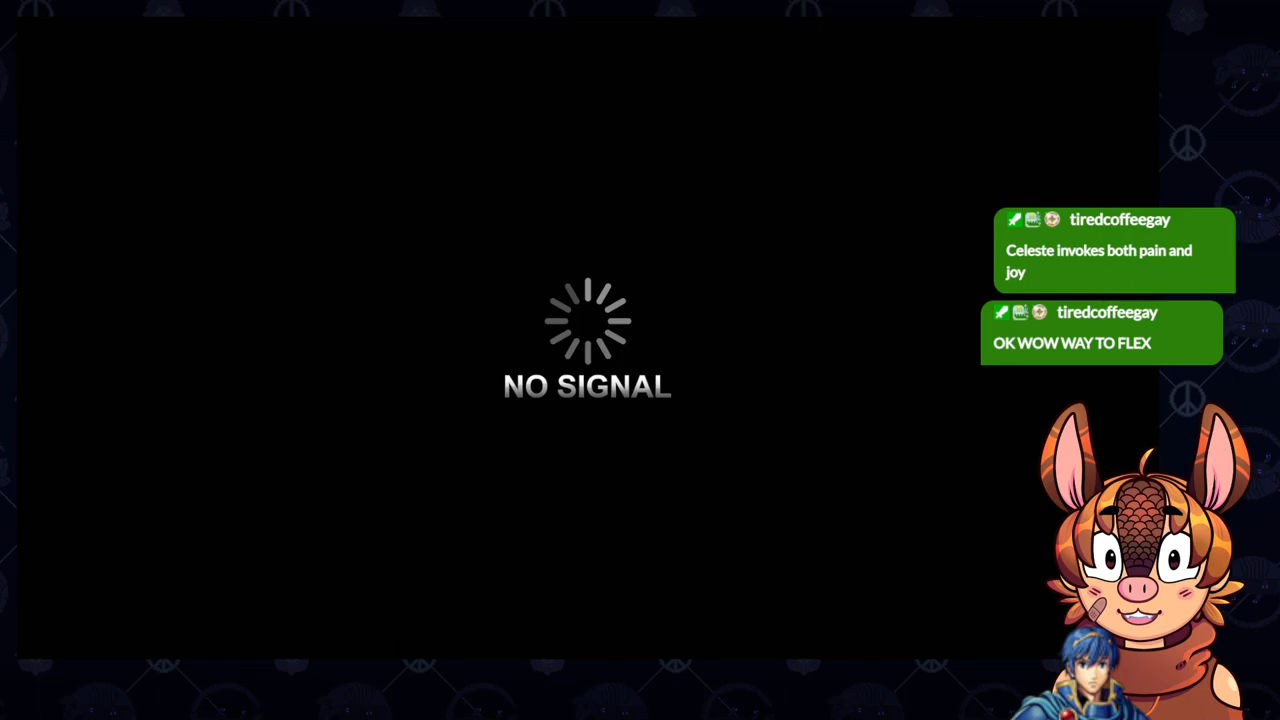 tiredcoffeegay
Celeste invokes both pain and
joy
tiredcoffeegay
OK WOW WAY TO FLEX
NO SIGNAL